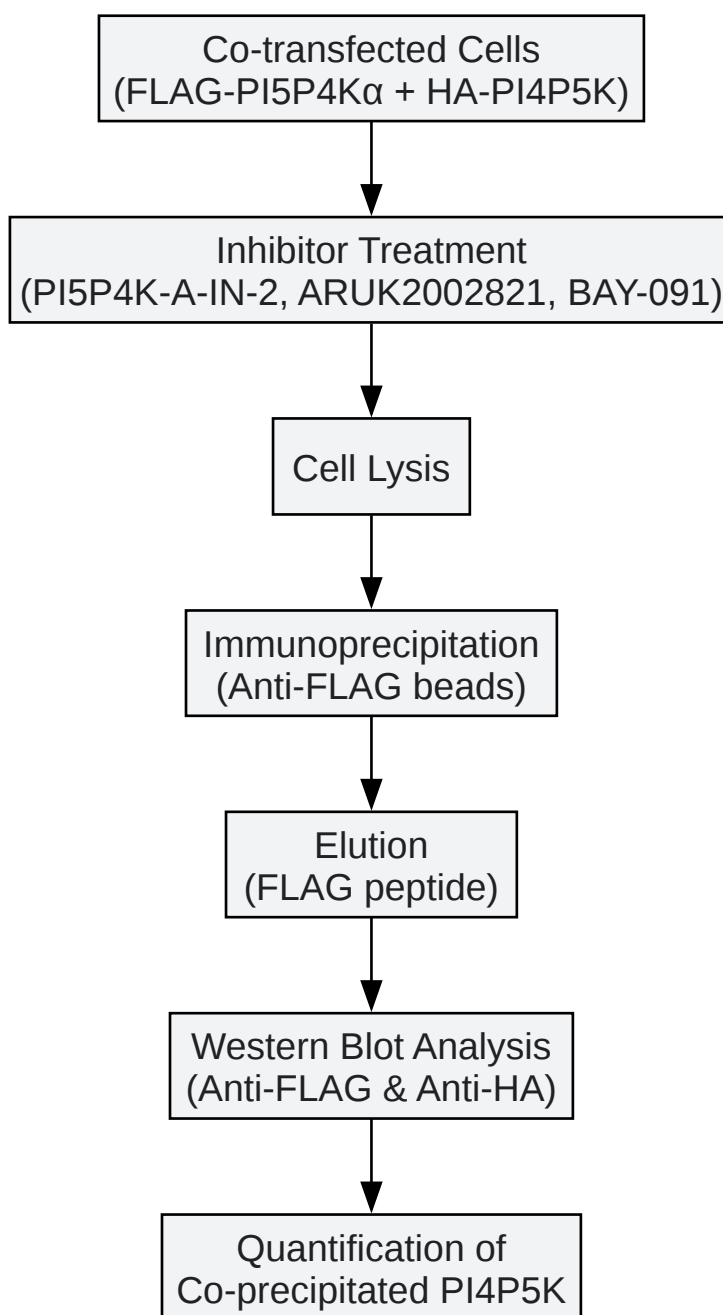 Co-transfected Cells
(FLAG-PI5P4Kα + HA-PI4P5K)
Inhibitor Treatment
(PI5P4K-A-IN-2, ARUK2002821, BAY-091)
Cell Lysis
Immunoprecipitation
(Anti-FLAG beads)
Elution
(FLAG peptide)
Western Blot Analysis
(Anti-FLAG & Anti-HA)
Quantification of
Co-precipitated PI4P5K